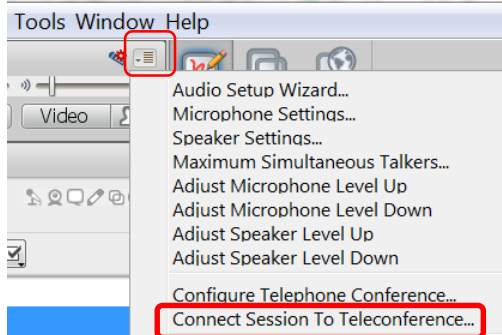 Tools Window Help
Video
Audio Setup Wizard...
Microphone Settings...
Speaker Settings...
Maximum Simultaneous Talkers...
Adjust Microphone Level Up
Adjust Microphone Level Down
Adjust Speaker Level Up
Adjust Speaker Level Down
Configure Telephone Conference...
Connect Session To Teleconference...